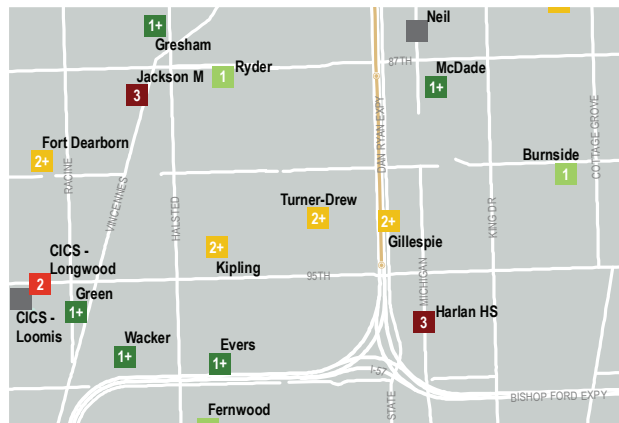 Neil
1+
Gresham
Ryder
87TH
Jackson M
1
McDade
3
1+
DAN RYAN EXPY
Fort Dearborn
2+
Burnside
1
COTTAGE GROVE
RACINE
VINCENNES
HALSTED
KING DR
Turner-Drew
2+
2+
Gillespie
2+
Kipling
95TH
MICHIGAN
CICS -
Longwood
2
Green
1+
CICS -
Loomis
Harlan HS
3
Wacker
1+
Evers
1+
I-57
STATE
BISHOP FORD EXPY
Fernwood